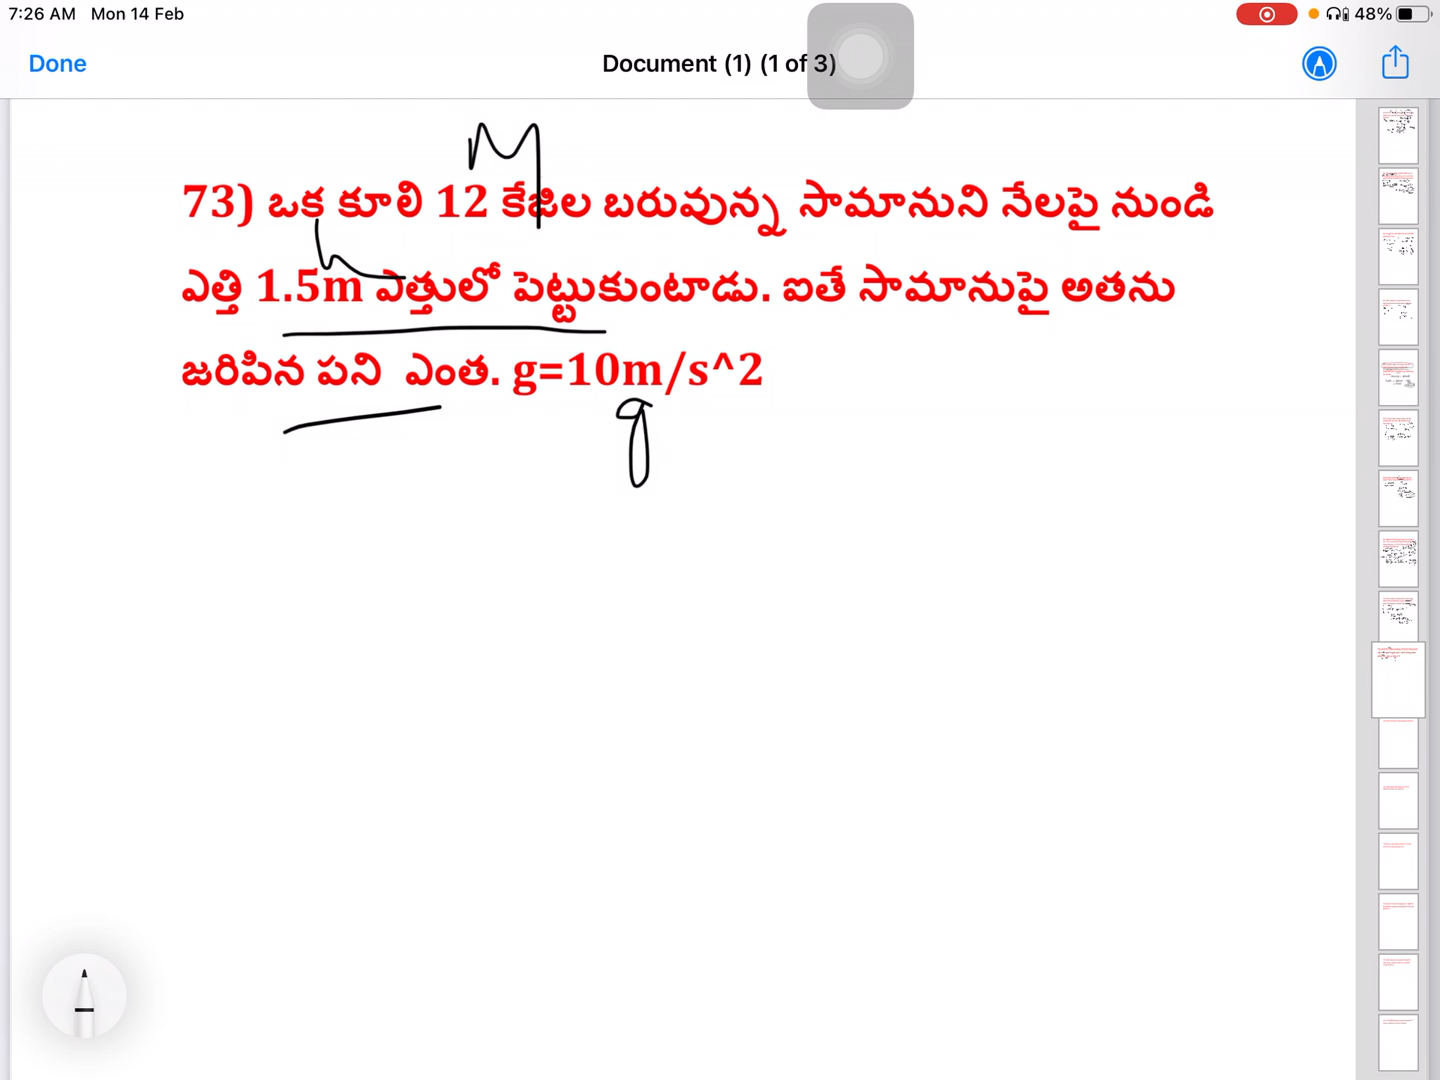 7:26 AM Mon 14 Feb
48%
Done
Document (1) (1 of 3)
M
73) ఒక కూలి 12 కేజీల బరువున్న సామానుని నేలపై నుండి
h
ఎత్తి 1.5m ఎత్తులో పెట్టుకుంటాడు. ఐతే సామానుపై అతను
జరిపిన పని ఎంత. g=10m/s^2
g